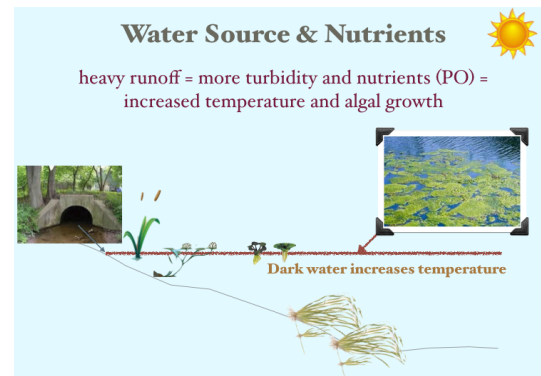 Water Source & Nutrients
heavy runoff = more turbidity and nutrients (PO) =
increased temperature and algal growth
Dark water increases temperature